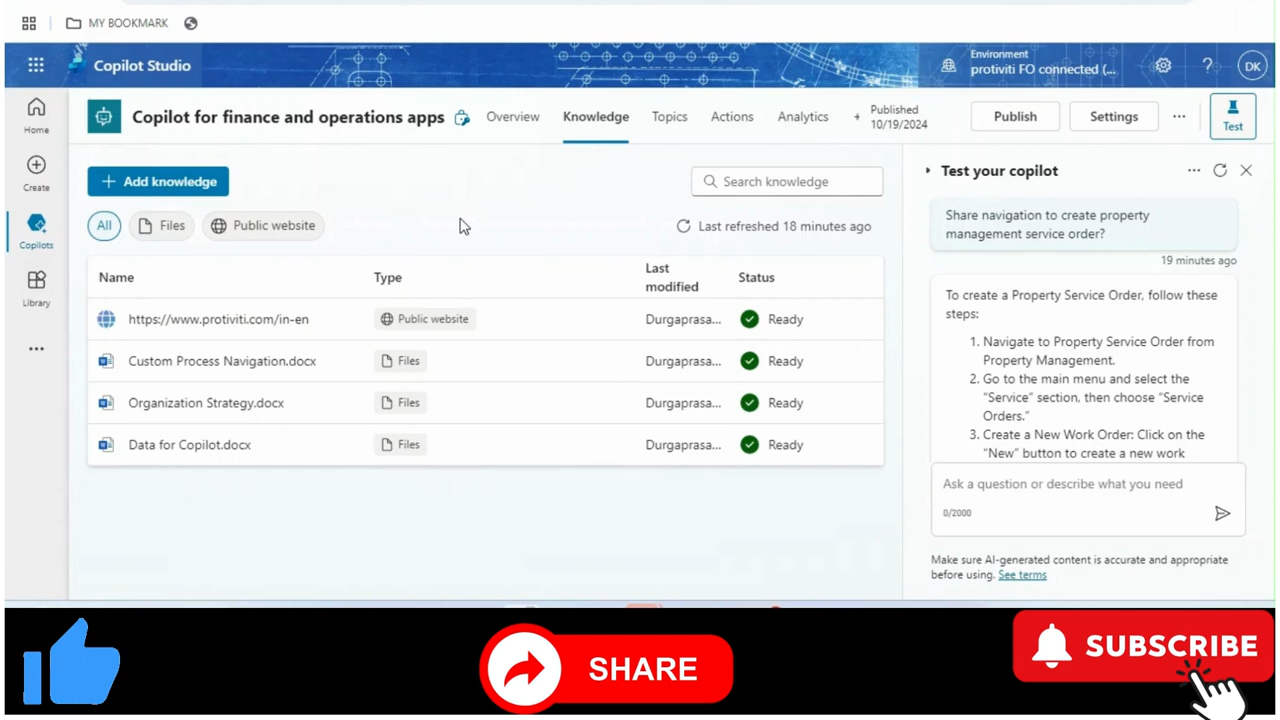 MY BOOKMARK
Copilot Studio
Environment
protiviti FO connected (...
DK
Home
Create
Copilots
Library
Copilot for finance and operations apps
Overview
Knowledge
Topics
Actions
Analytics
Published
10/19/2024
Publish
Settings
Test
Add knowledge
Search knowledge
All
Files
Public website
Last refreshed 18 minutes ago
Name
Type
Last
modified
Status
https://www.protiviti.com/in-en
Public website
Durgaprasa...
Ready
Custom Process Navigation.docx
Files
Durgaprasa...
Ready
Organization Strategy.docx
Files
Durgaprasa...
Ready
Data for Copilot.docx
Files
Durgaprasa...
Ready
Test your copilot
Share navigation to create property
management service order?
19 minutes ago
To create a Property Service Order, follow these
steps:
1. Navigate to Property Service Order from
Property Management.
2. Go to the main menu and select the
“Service” section, then choose “Service
Orders.”
3. Create a New Work Order: Click on the
“New” button to create a new work
Ask a question or describe what you need
0/2000
Make sure AI-generated content is accurate and appropriate
before using. See terms
SHARE
SUBSCRIBE